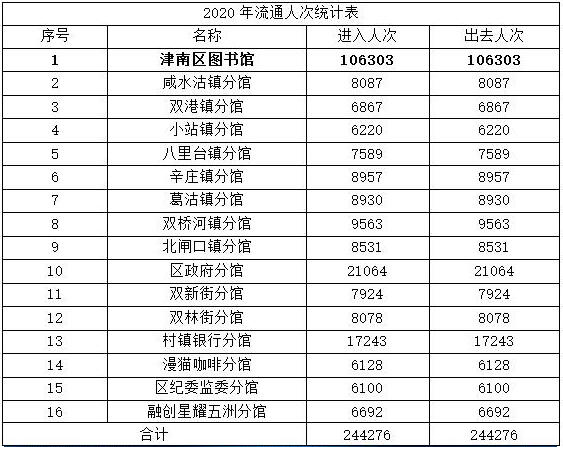 2020 年流通人次统计表
序号 名称 进入人次 出去人次
1 津南区图书馆 106303 106303
2 咸水沽镇分馆 8087 8087
3 双港镇分馆 6867 6867
4 小站镇分馆 6220 6220
5 八里台镇分馆 7589 7589
6 辛庄镇分馆 8957 8957
7 葛沽镇分馆 8930 8930
8 双桥河镇分馆 9563 9563
9 北闸口镇分馆 8531 8531
10 区政府分馆 21064 21064
11 双新街分馆 7924 7924
12 双林街分馆 8078 8078
13 村镇银行分馆 17243 17243
14 漫猫咖啡分馆 6128 6128
15 区纪委监委分馆 6100 6100
16 融创星耀五洲分馆 6692 6692
合计 244276 244276